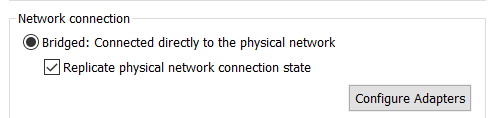 Network connection
Bridged: Connected directly to the physical network
Replicate physical network connection state
Configure Adapters